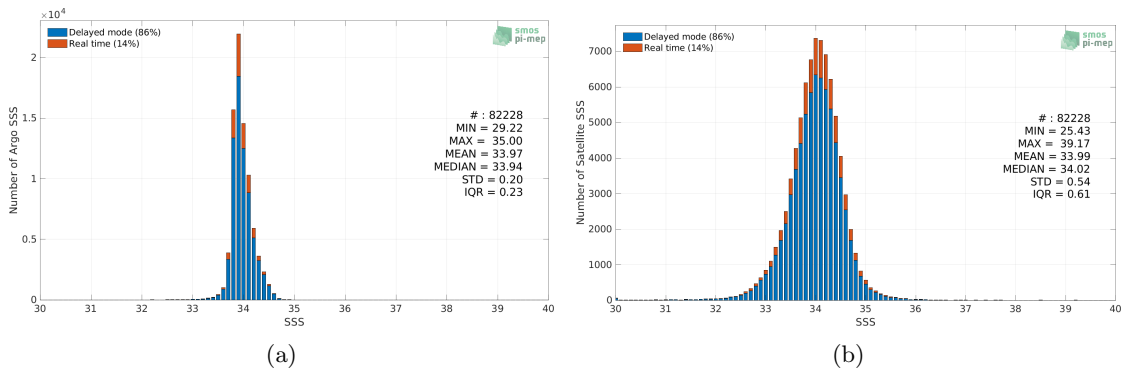 ×10⁴
Delayed mode (86%)
Real time (14%)
smos
pi-mep
# : 82228
MIN = 29.22
MAX = 35.00
MEAN = 33.97
MEDIAN = 33.94
STD = 0.20
IQR = 0.23
Number of Argo SSS
2
1.5
1
0.5
0
30 31 32 33 34 35 36 37 38 39 40
SSS
(a)
Delayed mode (86%)
Real time (14%)
smos
pi-mep
# : 82228
MIN = 25.43
MAX = 39.17
MEAN = 33.99
MEDIAN = 34.02
STD = 0.54
IQR = 0.61
Number of Satellite SSS
7000
6000
5000
4000
3000
2000
1000
0
30 31 32 33 34 35 36 37 38 39 40
SSS
(b)